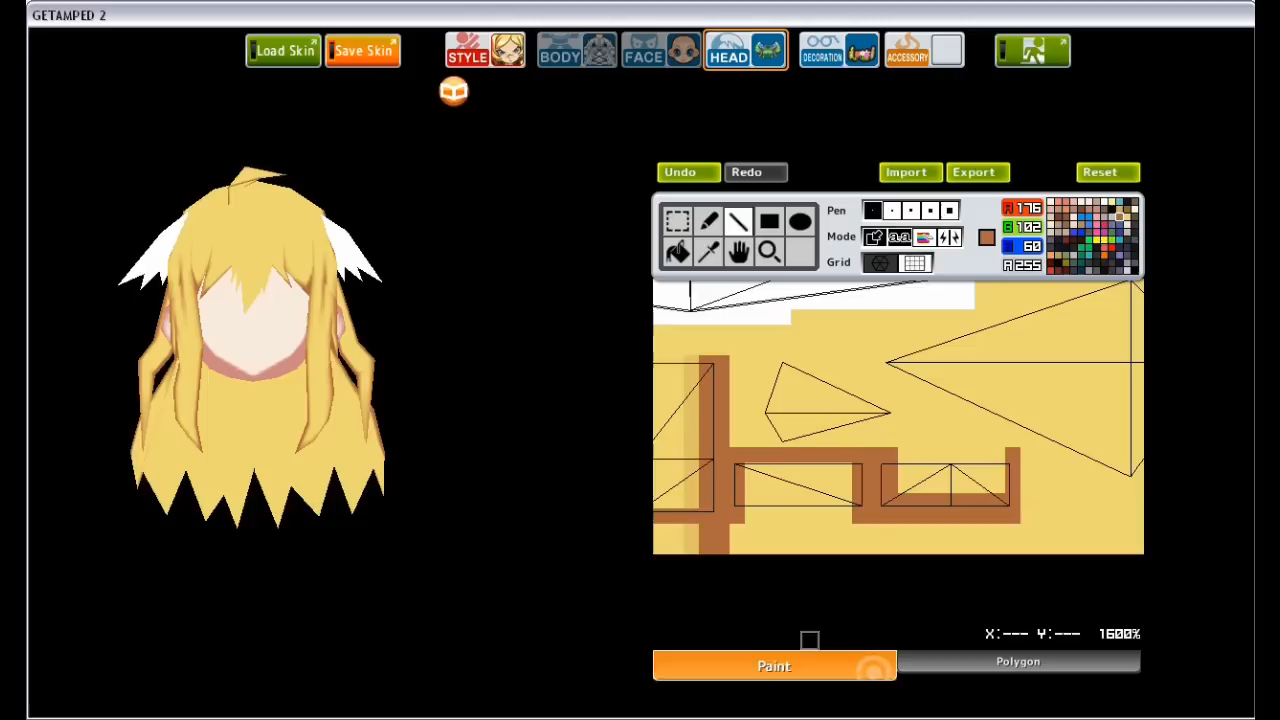 GETAMPED 2
Load Skin
Save Skin
STYLE
BODY
FACE
HEAD
DECORATION
ACCESSORY
Undo
Redo
Import
Export
Reset
Pen
Mode
Grid
R 176
G 102
B 60
A 255
X:--- Y:--- 1600%
Paint
Polygon